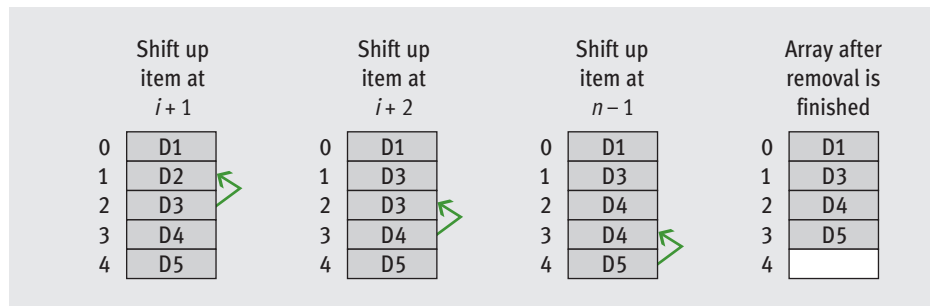 Shift up
item at
i + 1
0 D1
1 D2
2 D3
3 D4
4 D5
Shift up
item at
i + 2
0 D1
1 D3
2 D3
3 D4
4 D5
Shift up
item at
n – 1
0 D1
1 D3
2 D4
3 D4
4 D5
Array after
removal is
finished
0 D1
1 D3
2 D4
3 D5
4